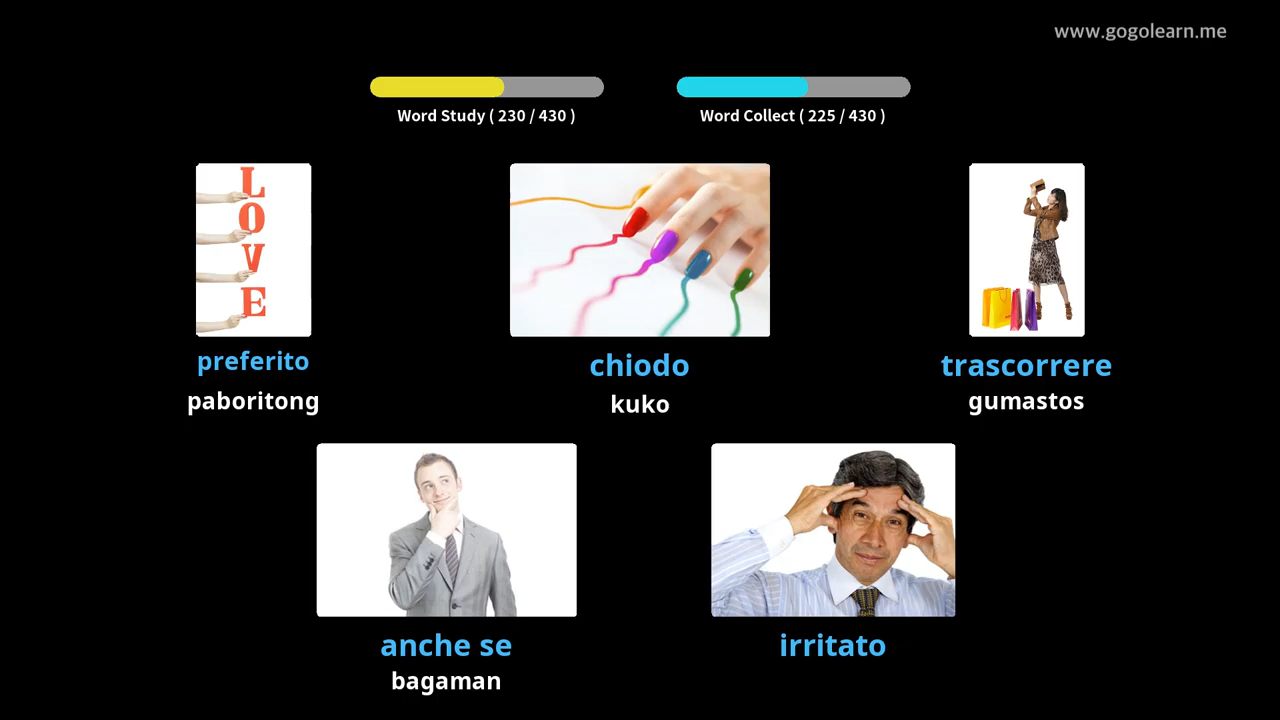 www.gogolearn.me
Word Study ( 230 / 430 )
Word Collect ( 225 / 430 )
L
O
V
E
preferito
paboritong
chiodo
kuko
trascorrere
gumastos
anche se
bagaman
irritato